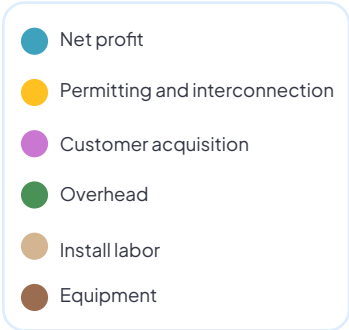 Net profit
Permitting and interconnection
Customer acquisition
Overhead
Install labor
Equipment